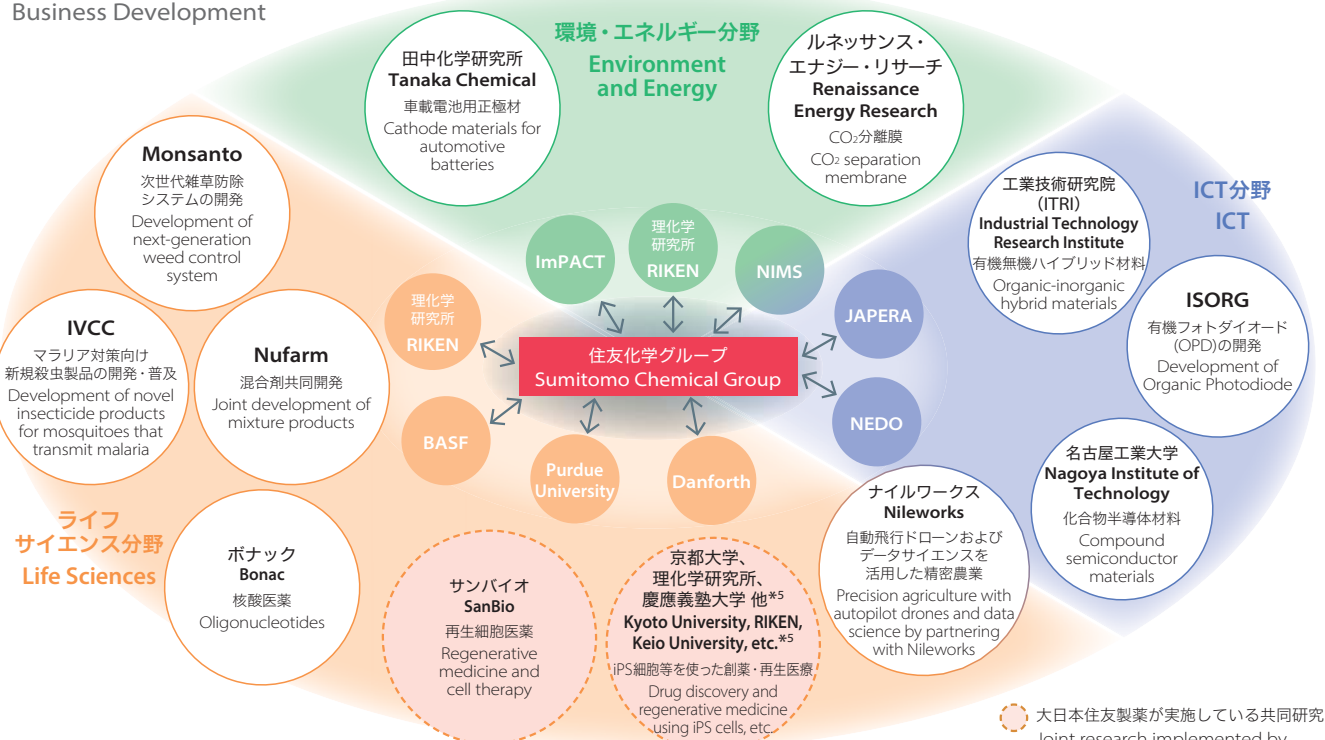 Business Development
環境・エネルギー分野
Environment
and Energy
田中化学研究所
Tanaka Chemical
車載電池用正極材
Cathode materials for
automotive
batteries
ルネッサンス・
エナジー・リサーチ
Renaissance
Energy Research
CO2分離膜
CO2 separation
membrane
Monsanto
次世代雑草防除
システムの開発
Development of
next-generation
weed control
system
工業技術研究院
(ITRI)
Industrial Technology
Research Institute
有機無機ハイブリッド材料
Organic-inorganic
hybrid materials
ICT分野
ICT
ImPACT
理化学
研究所
RIKEN
NIMS
IVCC
マラリア対策向け
新規殺虫製品の開発・普及
Development of novel
insecticide products
for mosquitoes that
transmit malaria
Nufarm
混合剤共同開発
Joint development of
mixture products
理化学
研究所
RIKEN
JAPERA
ISORG
有機フォトダイオード
(OPD)の開発
Development of
Organic Photodiode
住友化学グループ
Sumitomo Chemical Group
BASF
Purdue
University
Danforth
NEDO
名古屋工業大学
Nagoya Institute of
Technology
化合物半導体材料
Compound
semiconductor
materials
ライフ
サイエンス分野
Life Sciences
ボナック
Bonac
核酸医薬
Oligonucleotides
サンバイオ
SanBio
再生細胞医薬
Regenerative
medicine and
cell therapy
京都大学、
理化学研究所、
慶應義塾大学 他*5
Kyoto University, RIKEN,
Keio University, etc.*5
iPS細胞等を使った創薬・再生医療
Drug discovery and
regenerative medicine
using iPS cells, etc.
ナイルワークス
Nileworks
自動飛行ドローンおよび
データサイエンスを
活用した精密農業
Precision agriculture with
autopilot drones and data
science by partnering
with Nileworks
大日本住友製薬が実施している共同研究
Joint research implemented by